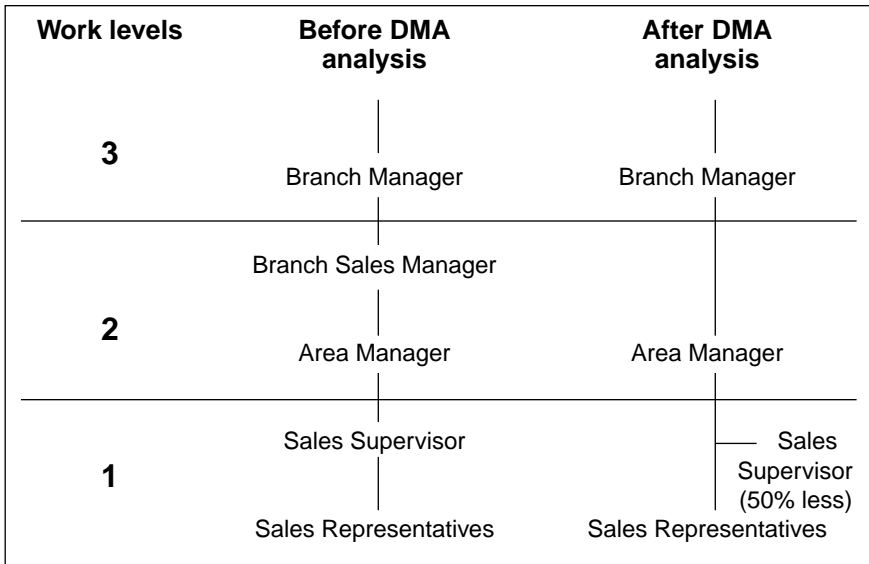 Work levels
Before DMA
analysis
After DMA
analysis
3
Branch Manager
Branch Manager
Branch Sales Manager
2
Area Manager
Area Manager
1
Sales Supervisor
Sales
Supervisor
(50% less)
Sales Representatives
Sales Representatives